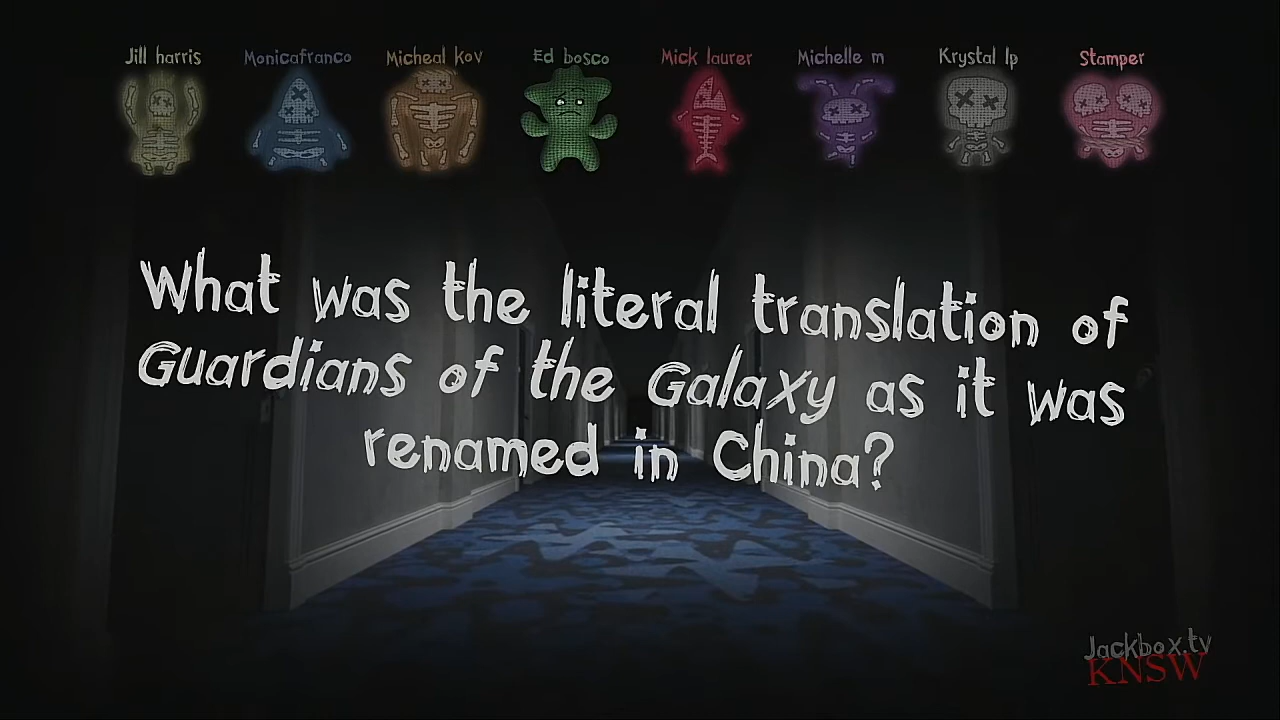 Jill harris Monicafranco Micheal kov Ed bosco Mick laurer Michelle m Krystal lp Stamper
What was the literal translation of
Guardians of the Galaxy as it was
renamed in China?
Jackbox.tv
KNSW